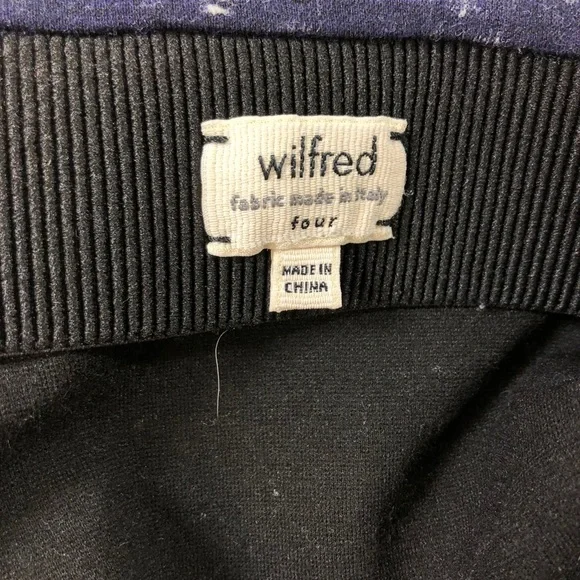 wilfred
fabric made in Italy
four
MADE IN
CHINA